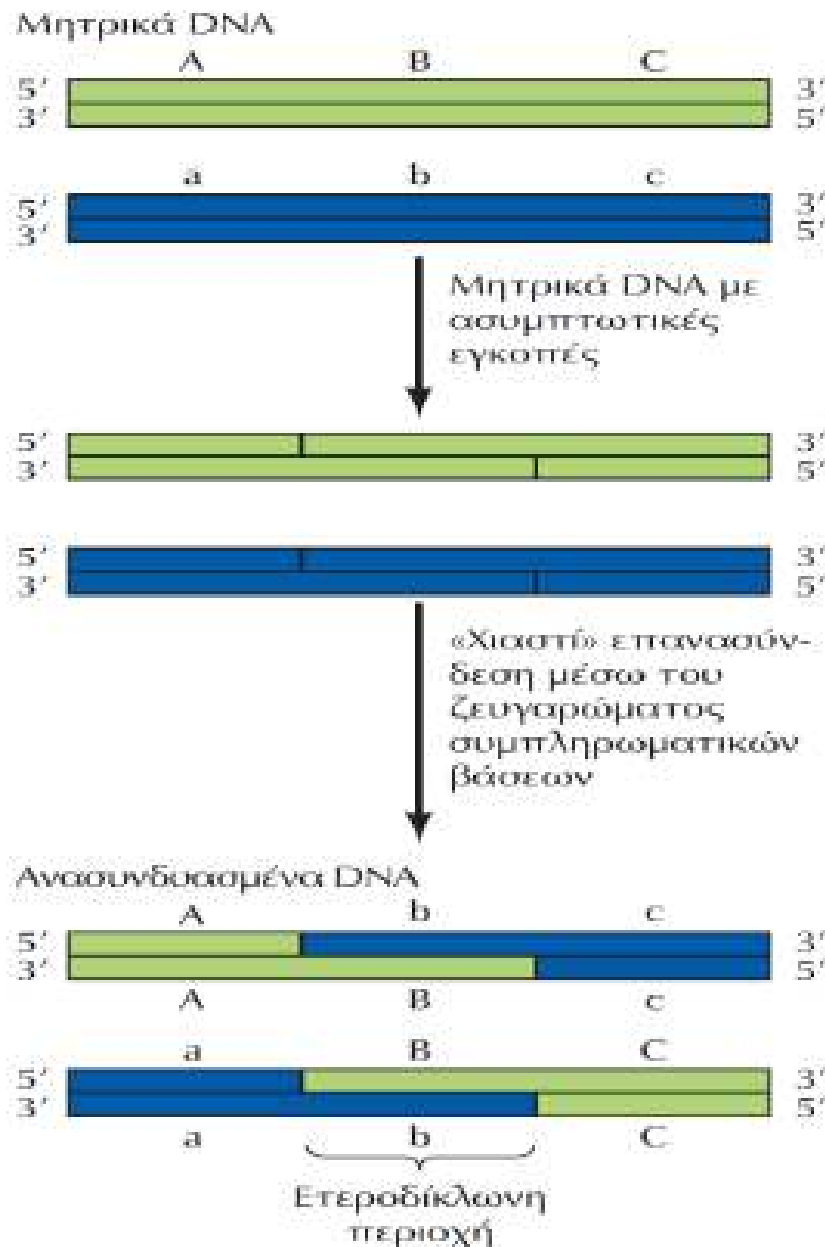 Μητρικά DNA
A B C
5′ 3′
3′ 5′
a b c
5′ 3′
3′ 5′
Μητρικά DNA με
ασυμπτωτικές
εγκοπές
5′ 3′
3′ 5′
5′ 3′
3′ 5′
«Χιαστί» επανασύν-
δεση μέσω του
ζευγαρώματος
συμπληρωματικών
βάσεων
Ανασυνδυασμένα DNA
A b c
5′ 3′
3′ 5′
A B c
a B C
5′ 3′
3′ 5′
a b C
Ετεροδίκλωνη
περιοχή